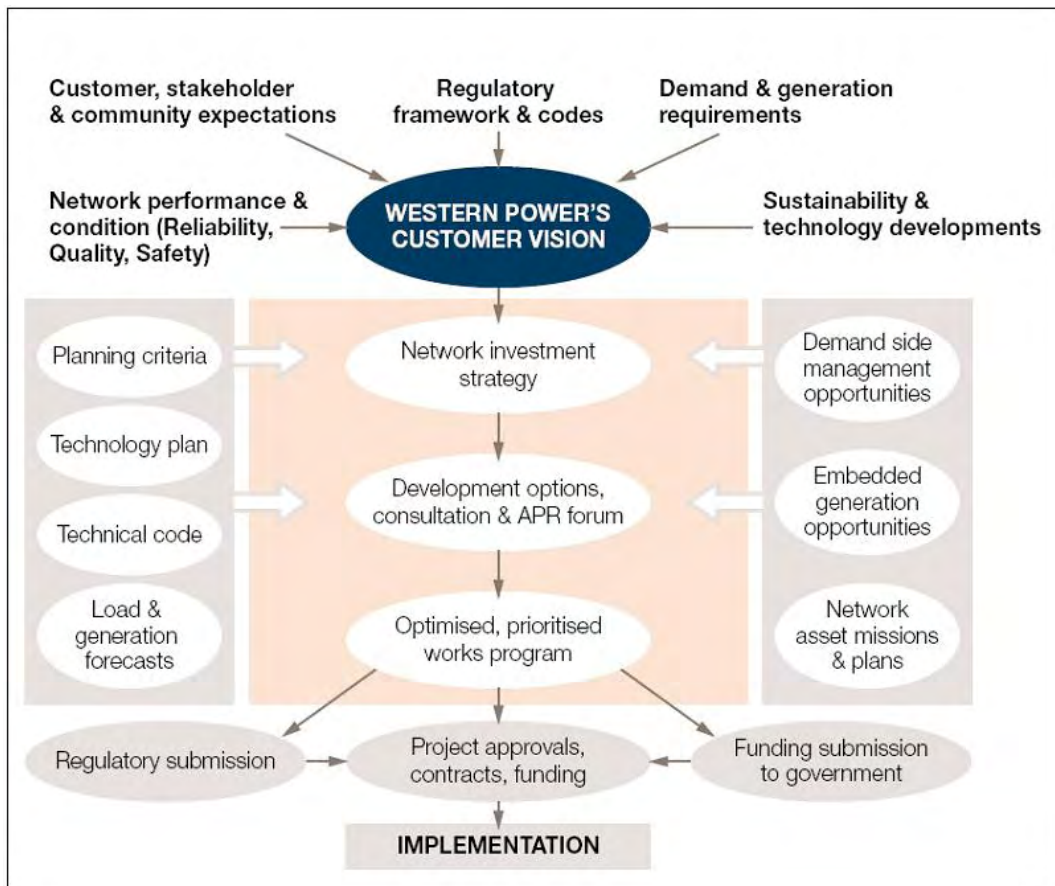 Customer, stakeholder
& community expectations
Regulatory
framework & codes
Demand & generation
requirements
Network performance &
condition (Reliability,
Quality, Safety)
WESTERN POWER'S
CUSTOMER VISION
Sustainability &
technology developments
Planning criteria
Technology plan
Technical code
Load &
generation
forecasts
Network investment
strategy
Development options,
consultation & APR forum
Optimised, prioritised
works program
Demand side
management
opportunities
Embedded
generation
opportunities
Network
asset missions
& plans
Regulatory submission
Project approvals,
contracts, funding
Funding submission
to government
IMPLEMENTATION